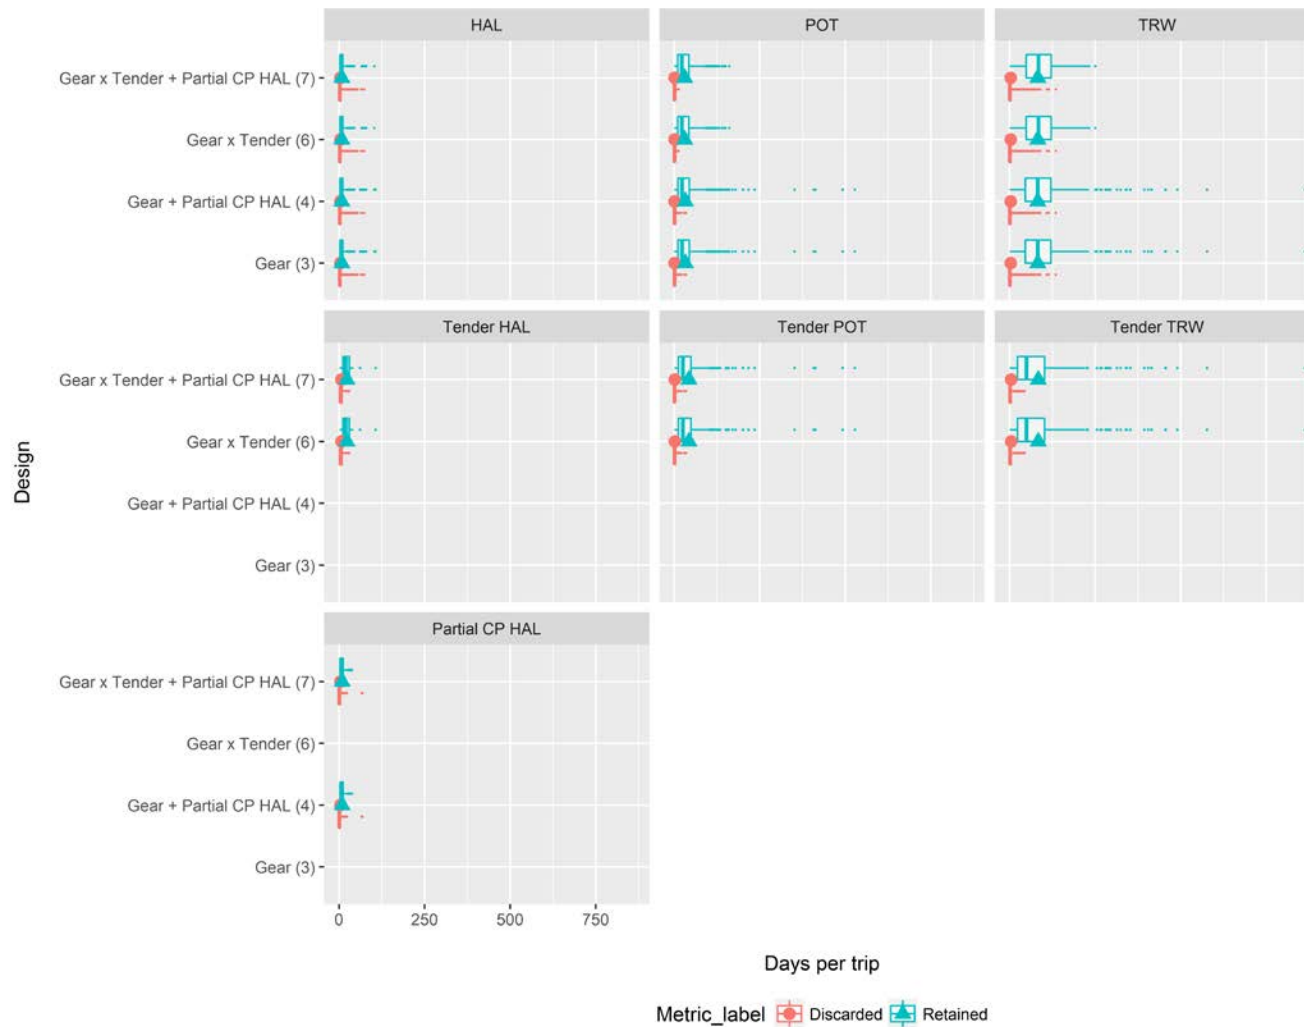 HAL POT TRW
Gear x Tender + Partial CP HAL (7)
Gear x Tender (6)
Gear + Partial CP HAL (4)
Gear (3)
Tender HAL Tender POT Tender TRW
Gear x Tender + Partial CP HAL (7)
Gear x Tender (6)
Gear + Partial CP HAL (4)
Gear (3)
Design
Partial CP HAL
Gear x Tender + Partial CP HAL (7)
Gear x Tender (6)
Gear + Partial CP HAL (4)
Gear (3)
0 250 500 750
Days per trip
Metric_label Discarded Retained